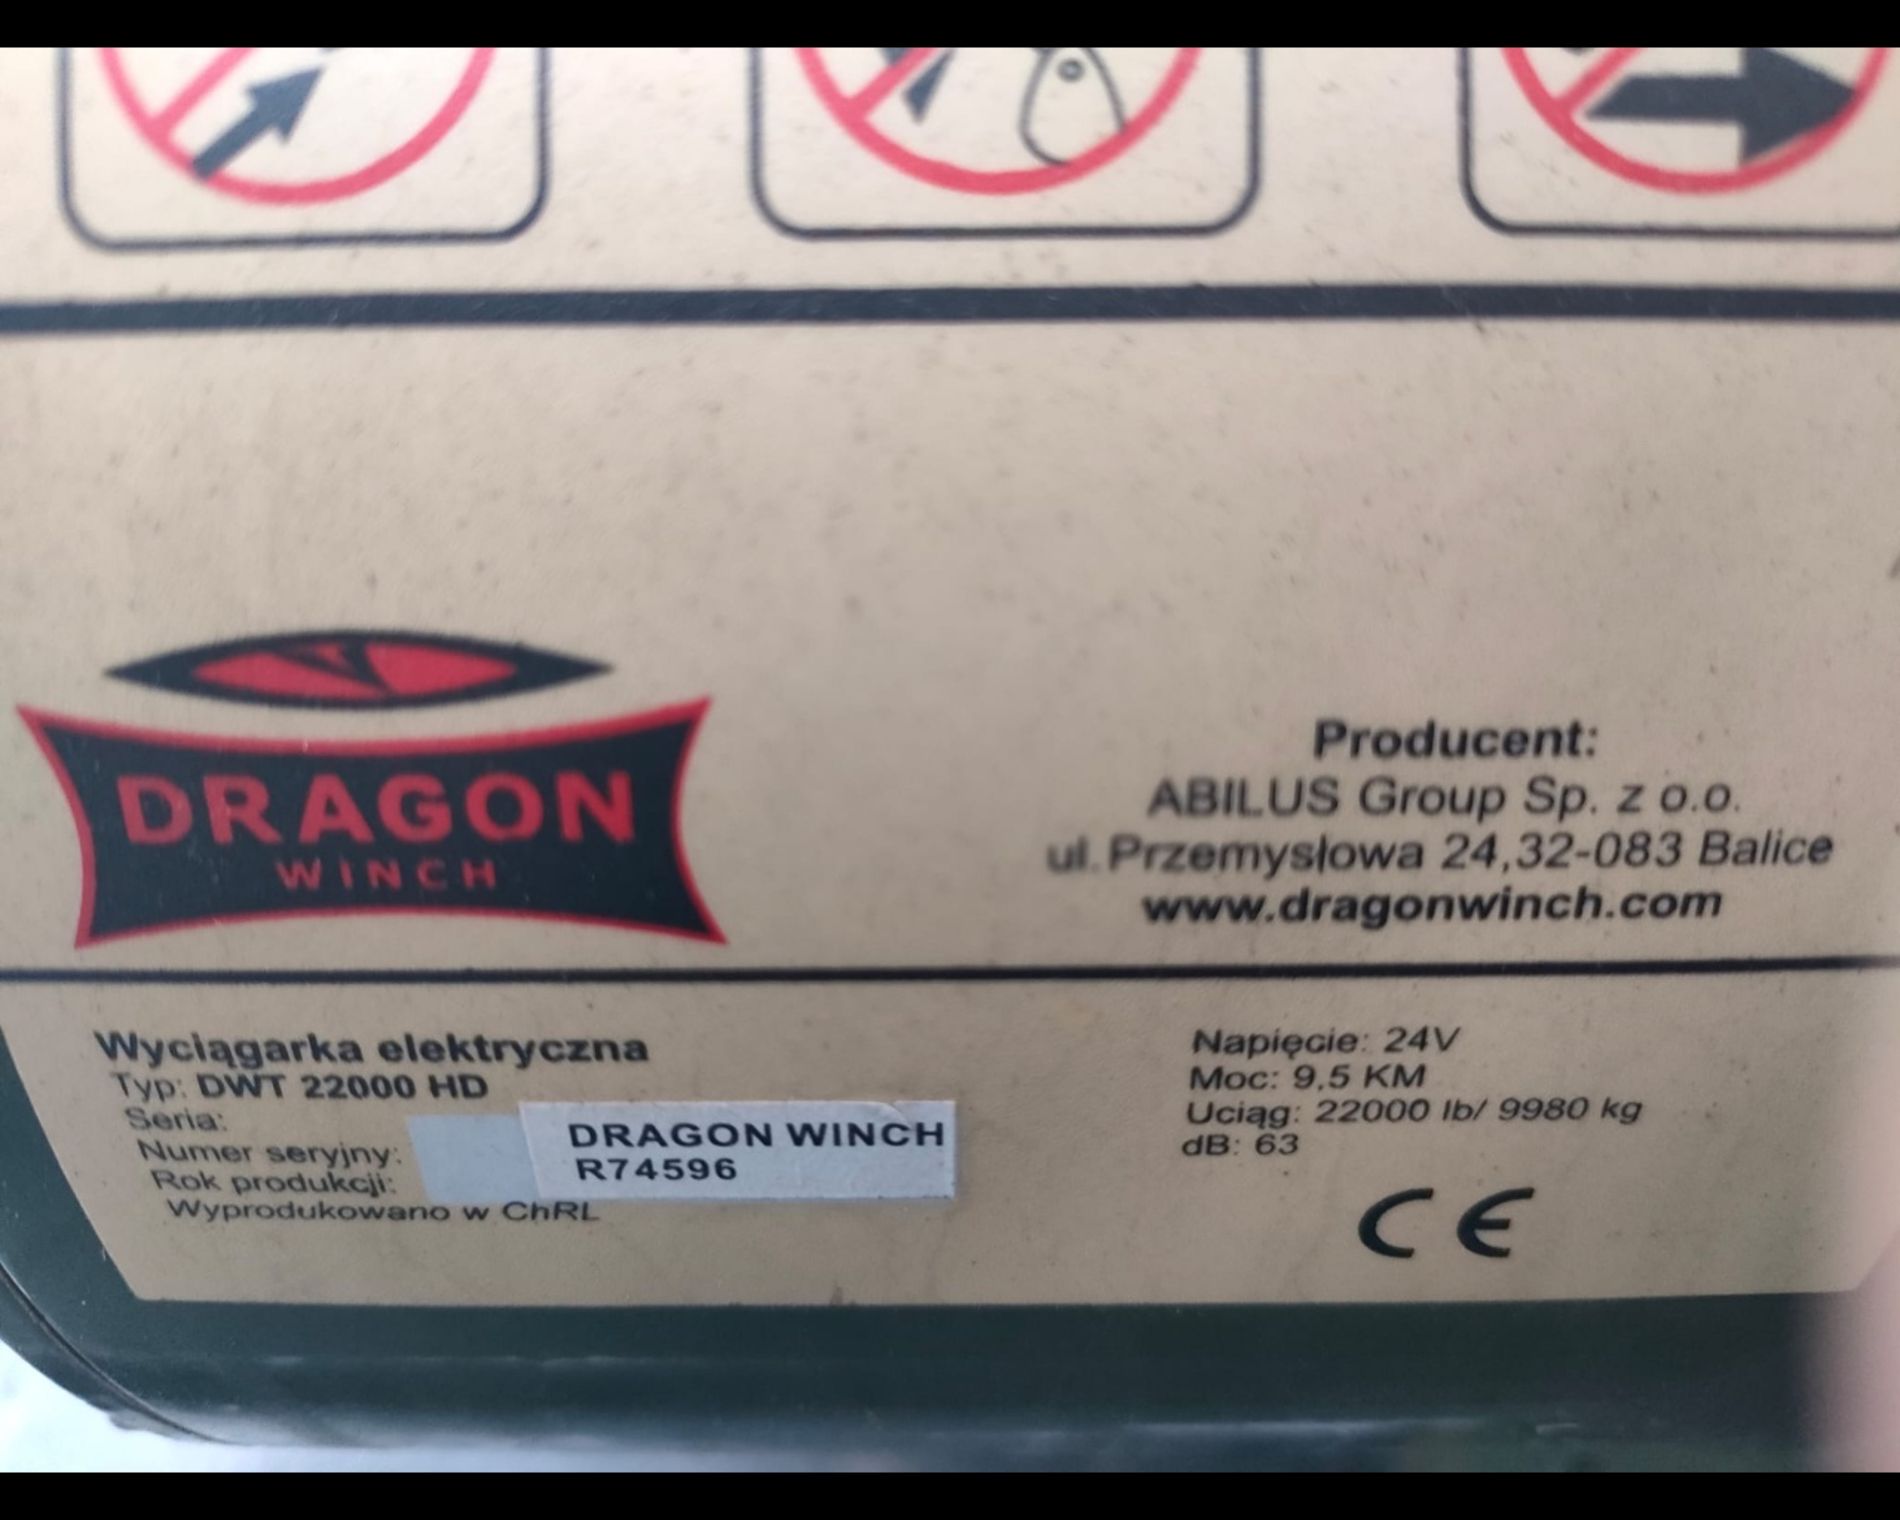 DRAGON
WINCH
Producent:
ABILUS Group Sp. z o.o.
ul. Przemysłowa 24,32-083 Balice
www.dragonwinch.com
Wyciągarka elektryczna
Typ: DWT 22000 HD
Seria:
Numer seryjny:
Rok produkcji:
Wyprodukowano w ChRL
DRAGON WINCH
R74596
Napięcie: 24V
Moc: 9.5 KM
Uciąg: 22000 lb/ 9980 kg
dB: 63
CE